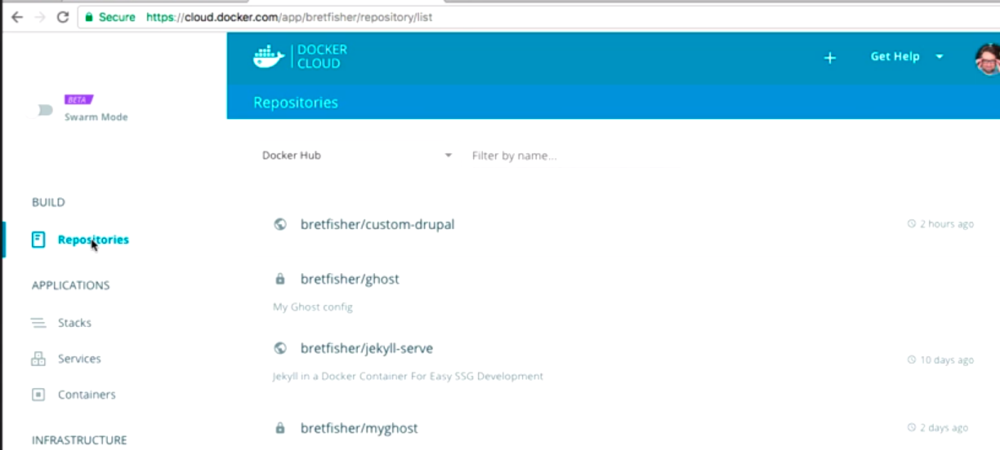 Secure https://cloud.docker.com/app/bretfisher/repository/list
DOCKER
CLOUD
Get Help
BETA
Swarm Mode
Repositories
Docker Hub
Filter by name...
BUILD
Repositories
APPLICATIONS
Stacks
Services
Containers
INFRASTRUCTURE
bretfisher/custom-drupal
2 hours ago
bretfisher/ghost
My Ghost config
bretfisher/jekyll-serve
10 days ago
Jekyll in a Docker Container For Easy SSG Development
bretfisher/myghost
2 days ago